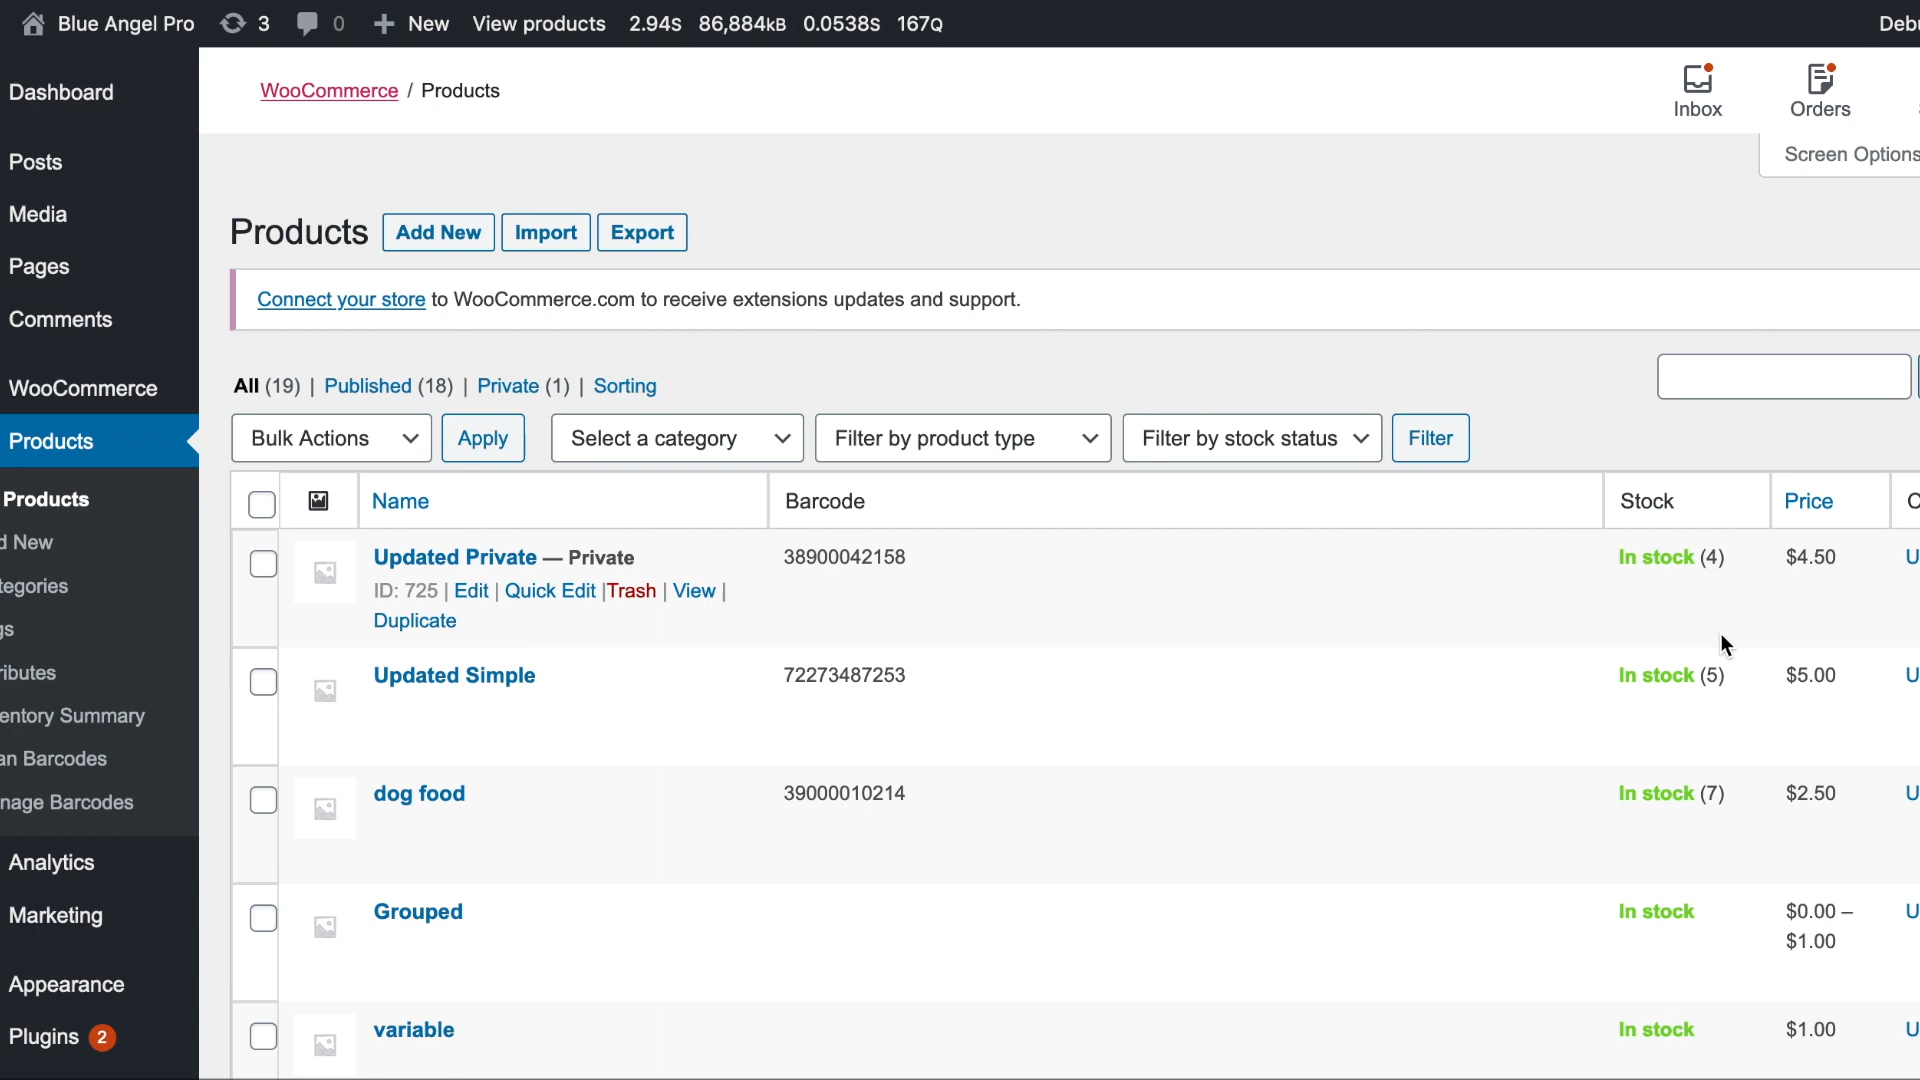 Blue Angel Pro 3 0 New View products 2.94s 86,884kB 0.0538s 167Q
Dashboard
Posts
Media
Pages
Comments
WooCommerce
Products
Products
d New
tegories
gs
ributes
entory Summary
an Barcodes
nage Barcodes
Analytics
Marketing
Appearance
Plugins 2
WooCommerce / Products
Inbox
Orders
Screen Options
Products Add New Import Export
Connect your store to WooCommerce.com to receive extensions updates and support.
All (19) | Published (18) | Private (1) | Sorting
Bulk Actions Apply Select a category Filter by product type Filter by stock status Filter
Name Barcode Stock Price
Updated Private — Private 38900042158 In stock (4) $4.50 U
ID: 725 | Edit | Quick Edit |Trash | View |
Duplicate
Updated Simple 72273487253 In stock (5) $5.00 U
dog food 39000010214 In stock (7) $2.50 U
Grouped In stock $0.00 – U
$1.00
variable In stock $1.00 U